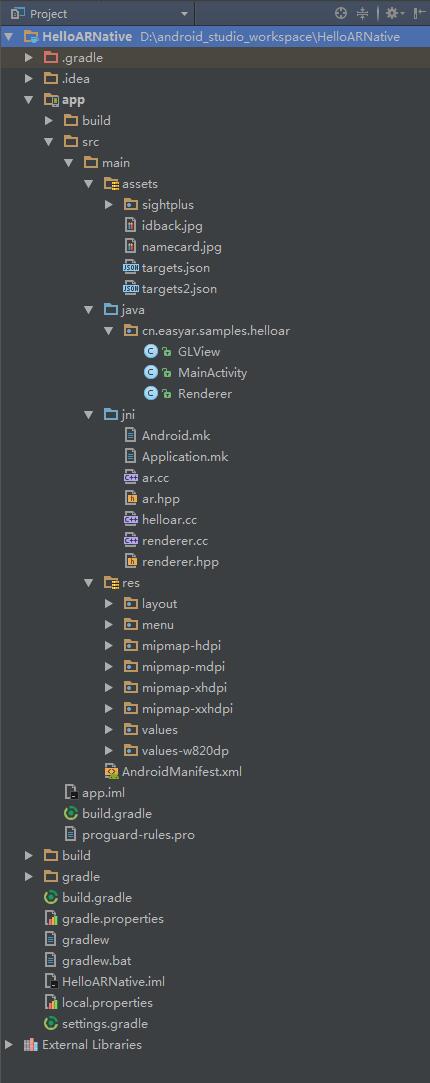 Project
HelloARNative D:\android_studio_workspace\HelloARNative
.gradle
.idea
app
build
src
main
assets
sightplus
idback.jpg
namecard.jpg
targets.json
targets2.json
java
cn.easyar.samples.helloar
GLView
MainActivity
Renderer
jni
Android.mk
Application.mk
ar.cc
ar.hpp
helloar.cc
renderer.cc
renderer.hpp
res
layout
menu
mipmap-hdpi
mipmap-mdpi
mipmap-xhdpi
mipmap-xxhdpi
values
values-w820dp
AndroidManifest.xml
app.iml
build.gradle
proguard-rules.pro
build
gradle
build.gradle
gradle.properties
gradlew
gradlew.bat
HelloARNative.iml
local.properties
settings.gradle
External Libraries